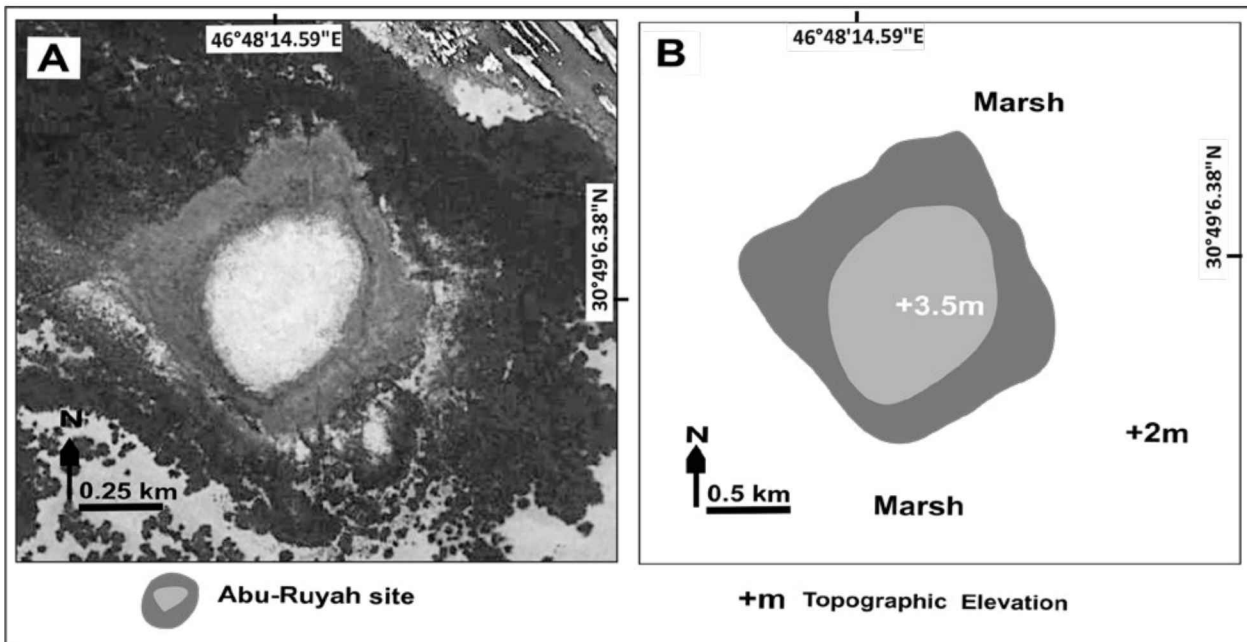 A
46°48'14.59"E
30°49'6.38"N
N
0.25 km
B
46°48'14.59"E
Marsh
30°49'6.38"N
+3.5m
+2m
N
0.5 km
Marsh
Abu-Ruyah site
+m Topographic Elevation